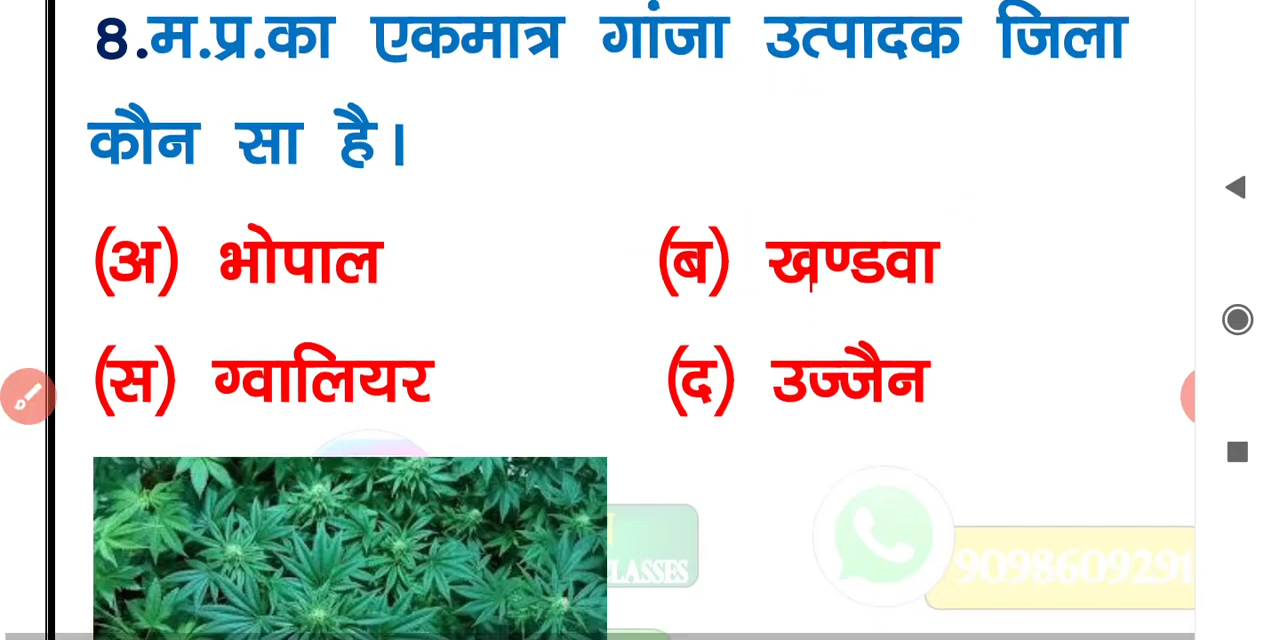 8.म.प्र.का एकमात्र गांजा उत्पादक जिला
कौन सा है।
(अ) भोपाल (ब) खण्डवा
(स) ग्वालियर (द) उज्जैन
LASSES
9098609291